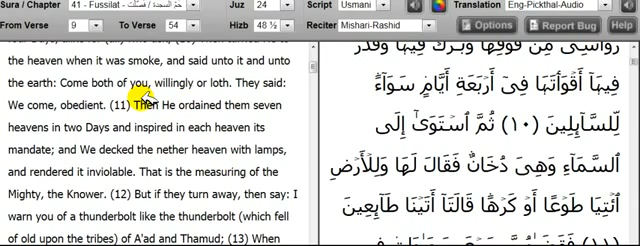 Sura / Chapter 41 - Fussilat - حم السجدة / فصلت Juz 24 Script Usmani Translation Eng-Pickthal-Audio
From Verse 9 To Verse 54 Hizb 48 ½ Reciter Mishari-Rashid Options Report Bug Help
the heaven when it was smoke, and said unto it and unto
the earth: Come both of you, willingly or loth. They said:
We come, obedient. (11) Then He ordained them seven
heavens in two Days and inspired in each heaven its
mandate; and We decked the nether heaven with lamps,
and rendered it inviolable. That is the measuring of the
Mighty, the Knower. (12) But if they turn away, then say: I
warn you of a thunderbolt like the thunderbolt (which fell
of old upon the tribes) of A'ad and Thamud; (13) When
رَوَٰسِيَ مِن فَوْقِهَا وَبَـٰرَكَ فِيهَا وَقَدَّرَ
فِيهَآ أَقْوَٰتَهَا فِىٓ أَرْبَعَةِ أَيَّامٍ سَوَآءً
لِّلسَّآئِلِينَ (١٠) ثُمَّ ٱسْتَوَىٰٓ إِلَى
ٱلسَّمَآءِ وَهِىَ دُخَانٌ فَقَالَ لَهَا وَلِلْأَرْضِ
ٱئْتِيَا طَوْعًا أَوْ كَرْهًا قَالَتَآ أَتَيْنَا طَآئِعِينَ